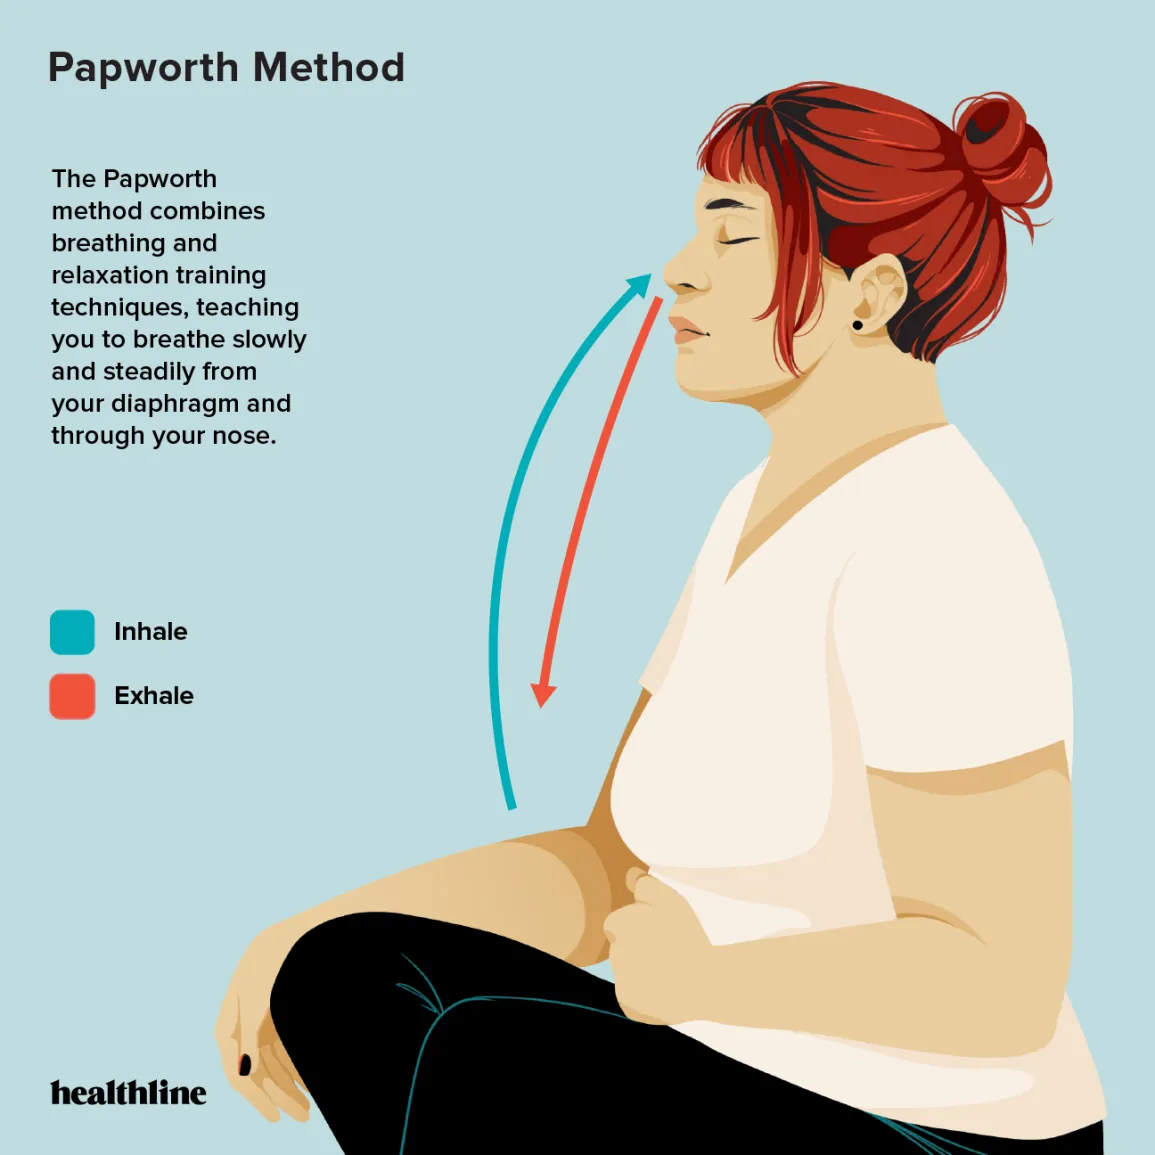 Papworth Method
The Papworth
method combines
breathing and
relaxation training
techniques, teaching
you to breathe slowly
and steadily from
your diaphragm and
through your nose.
Inhale
Exhale
healthline